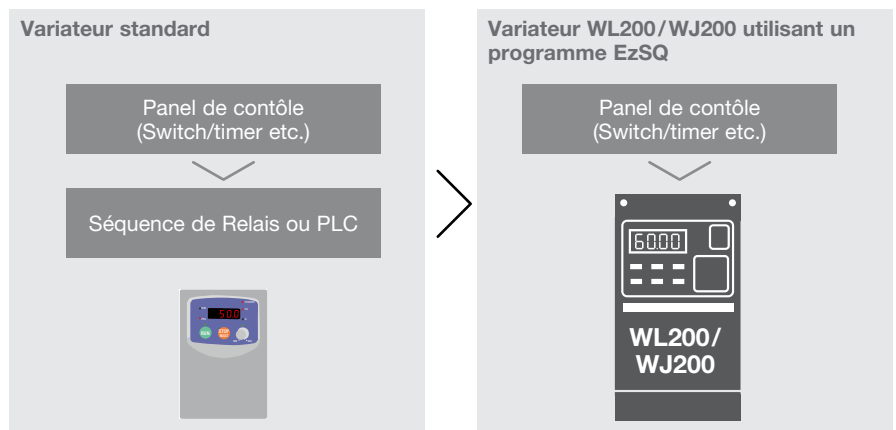 Variateur standard
Panel de contôle
(Switch/timer etc.)
Séquence de Relais ou PLC
50.0
RUN
Variateur WL200/WJ200 utilisant un
programme EzSQ
Panel de contôle
(Switch/timer etc.)
60.00
WL200/
WJ200